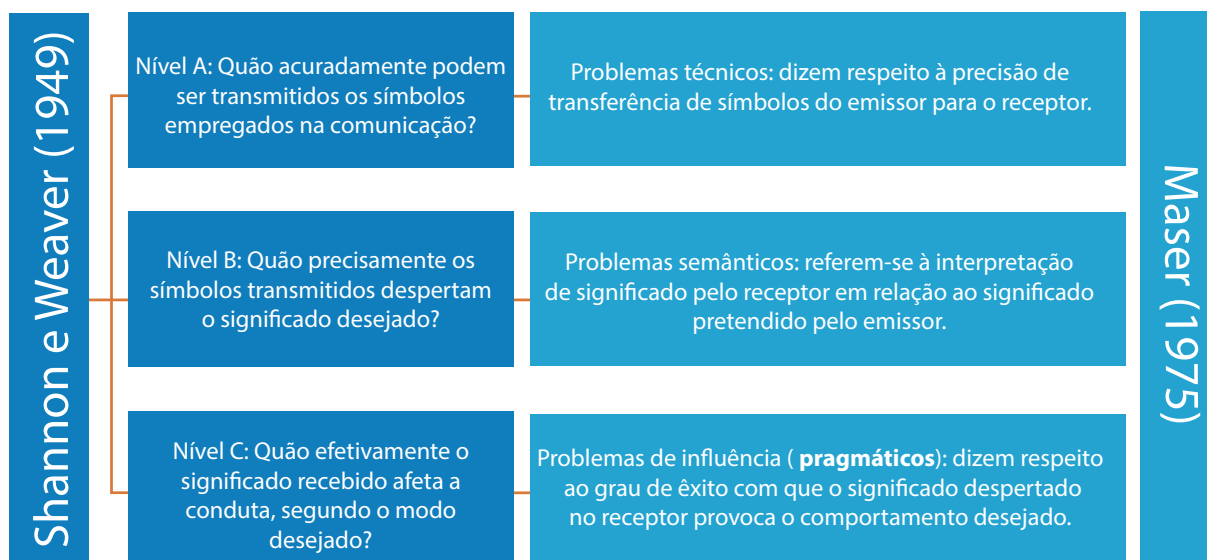 Shannon e Weaver (1949)
Nível A: Quão acuradamente podem
ser transmitidos os símbolos
empregados na comunicação?
Problemas técnicos: dizem respeito à precisão de
transferência de símbolos do emissor para o receptor.
Nível B: Quão precisamente os
símbolos transmitidos despertam
o significado desejado?
Problemas semânticos: referem-se à interpretação
de significado pelo receptor em relação ao significado
pretendido pelo emissor.
Nível C: Quão efetivamente o
significado recebido afeta a
conduta, segundo o modo
desejado?
Problemas de influência ( pragmáticos): dizem respeito
ao grau de êxito com que o significado despertado
no receptor provoca o comportamento desejado.
Maser (1975)